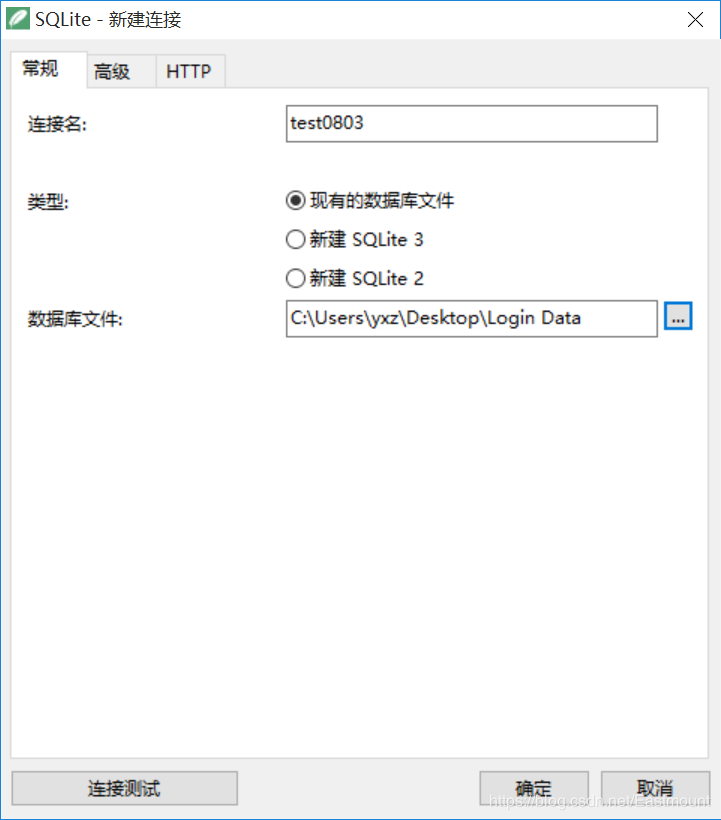 SQLite - 新建连接
常规 高级 HTTP
连接名: test0803
类型: 现有的数据库文件
新建 SQLite 3
新建 SQLite 2
数据库文件: C:\Users\yxz\Desktop\Login Data ...
连接测试 确定 取消
https://blog.csdn.net/Eastmount